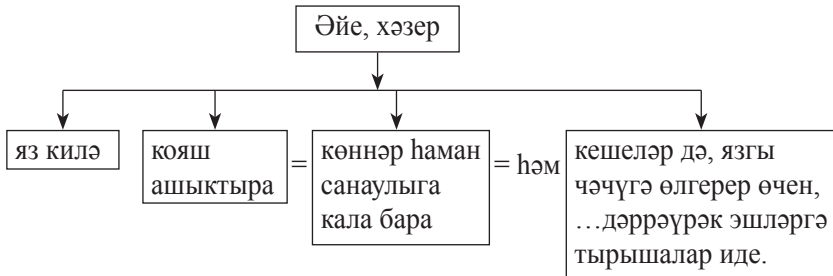 Әйе, хәзер
яз килә
кояш
ашыктыра
=
көннәр һаман
санаулыга
кала бара
= һәм
кешеләр дә, язгы
чәчүгә өлгерер өчен,
…дәррәүрәк эшләргә
тырышалар иде.